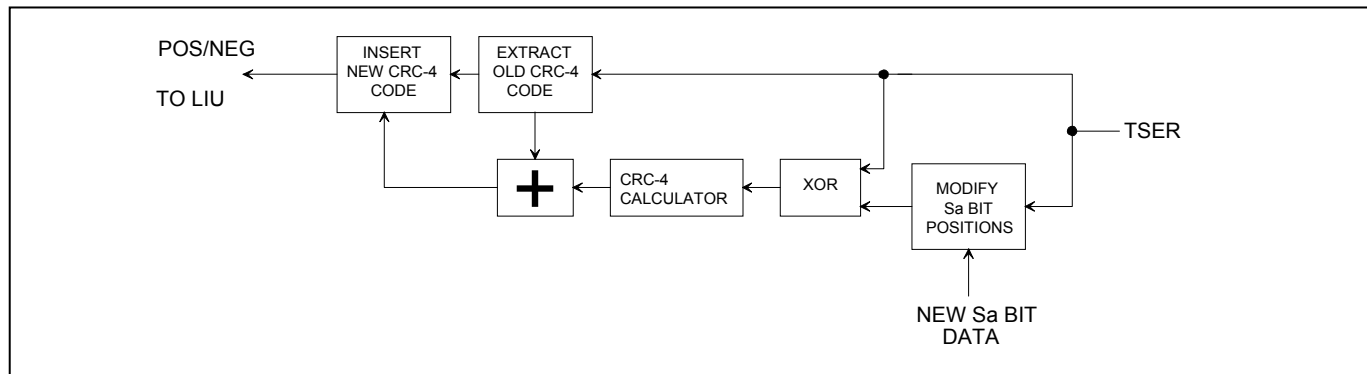 POS/NEG
TO LIU
INSERT
NEW CRC-4
CODE
EXTRACT
OLD CRC-4
CODE
TSER
+
CRC-4
CALCULATOR
XOR
MODIFY
Sa BIT
POSITIONS
NEW Sa BIT
DATA